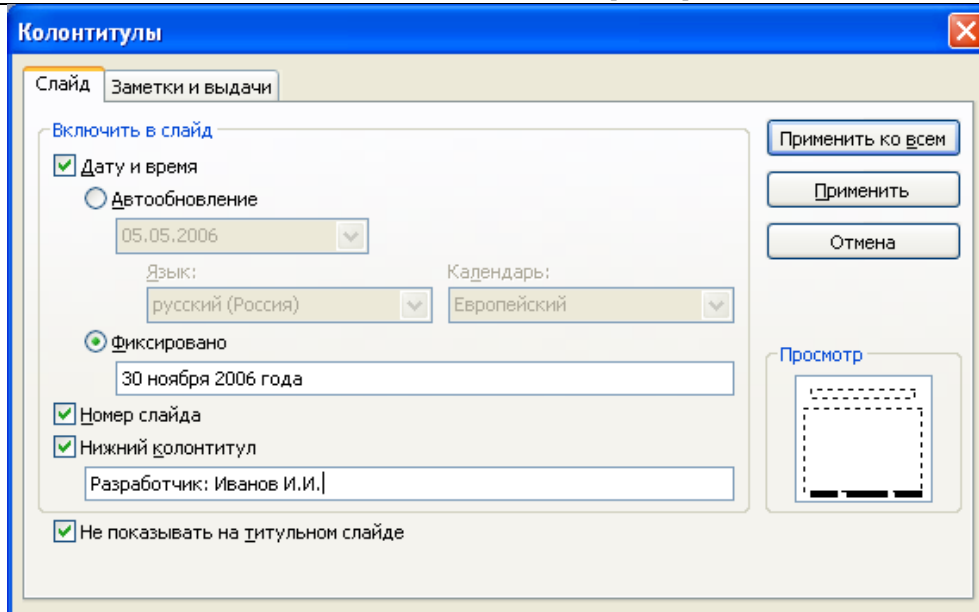 Колонтитулы
Слайд Заметки и выдачи
Включить в слайд
Дату и время
Автообновление
05.05.2006
Язык: Календарь:
русский (Россия) Европейский
Фиксировано
30 ноября 2006 года
Номер слайда
Нижний колонтитул
Разработчик: Иванов И.И.
Не показывать на титульном слайде
Применить ко всем
Применить
Отмена
Просмотр